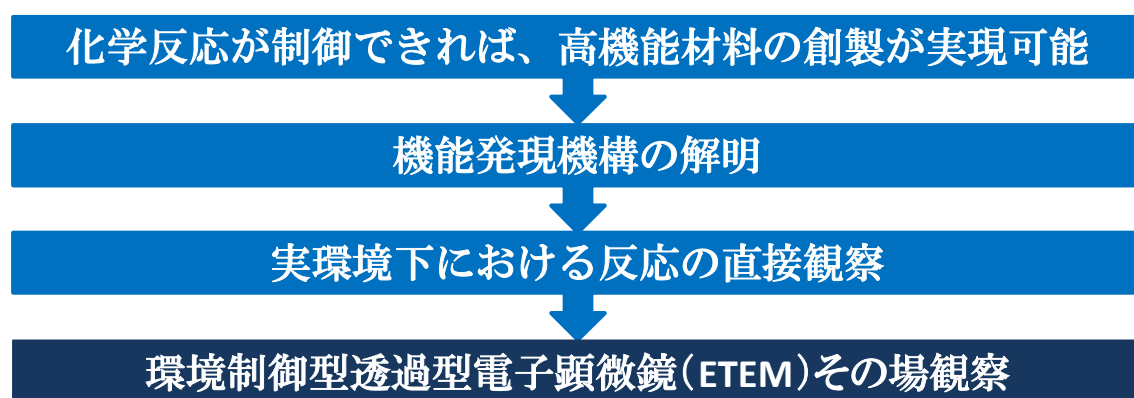 化学反応が制御できれば、高機能材料の創製が実現可能
機能発現機構の解明
実環境下における反応の直接観察
環境制御型透過型電子顕微鏡（ETEM）その場観察